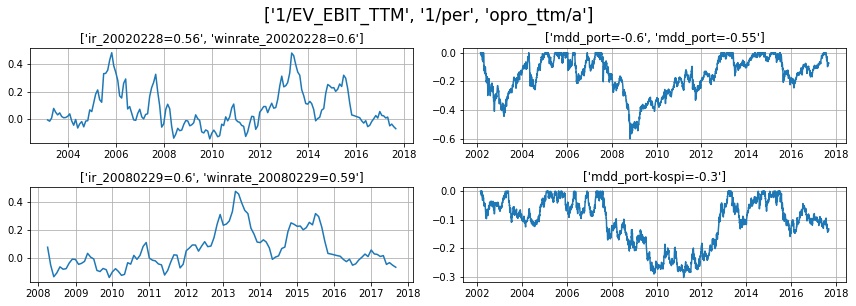 ['1/EV_EBIT_TTM', '1/per', 'opro_ttm/a']
['ir_20020228=0.56', 'winrate_20020228=0.6']
0.4
0.2
0.0
2004 2006 2008 2010 2012 2014 2016 2018
['mdd_port=-0.6', 'mdd_port=-0.55']
0.0
−0.2
−0.4
−0.6
2002 2004 2006 2008 2010 2012 2014 2016 2018
['ir_20080229=0.6', 'winrate_20080229=0.59']
0.4
0.2
0.0
2008 2009 2010 2011 2012 2013 2014 2015 2016 2017 2018
['mdd_port-kospi=-0.3']
0.0
−0.1
−0.2
−0.3
2002 2004 2006 2008 2010 2012 2014 2016 2018